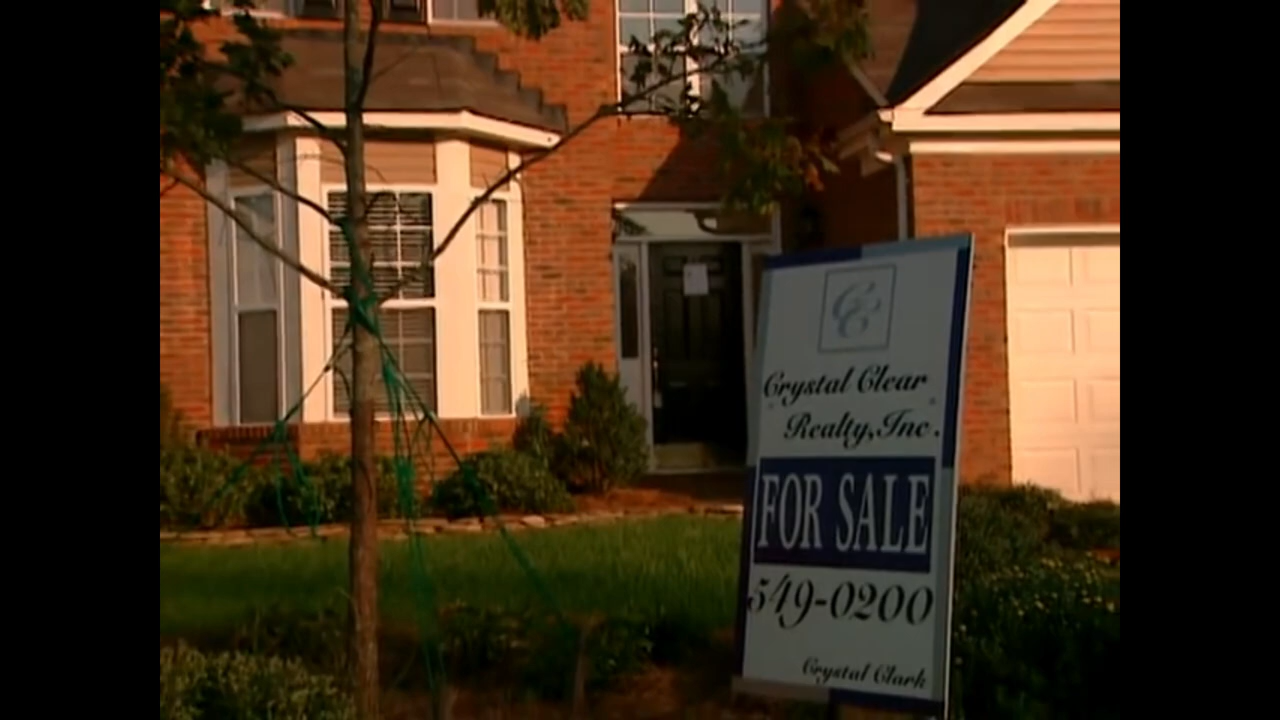 CC
Crystal Clear
Realty, Inc.
FOR SALE
549-0200
Crystal Clark